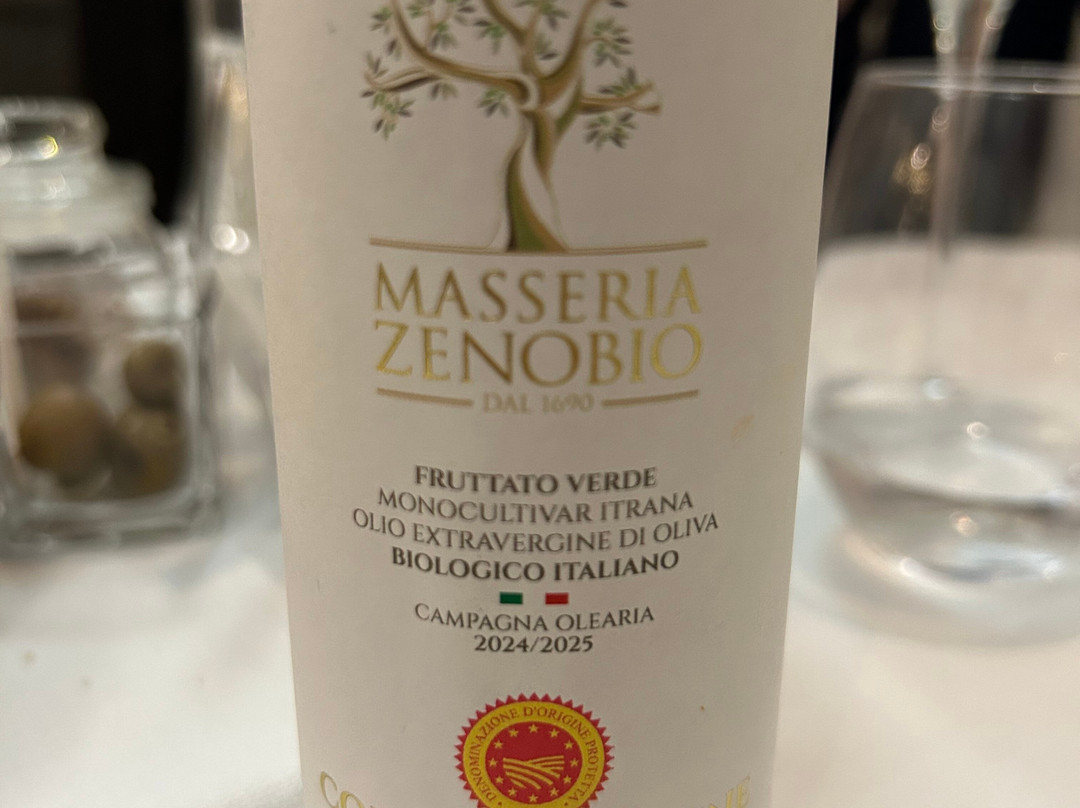 MASSERIA
ZENOBIO
DAL 1690
FRUTTATO VERDE
MONOCULTIVAR ITRANA
OLIO EXTRAVERGINE DI OLIVA
BIOLOGICO ITALIANO
CAMPAGNA OLEARIA
2024/2025
DENOMINAZIONE D'ORIGINE PROTETTA